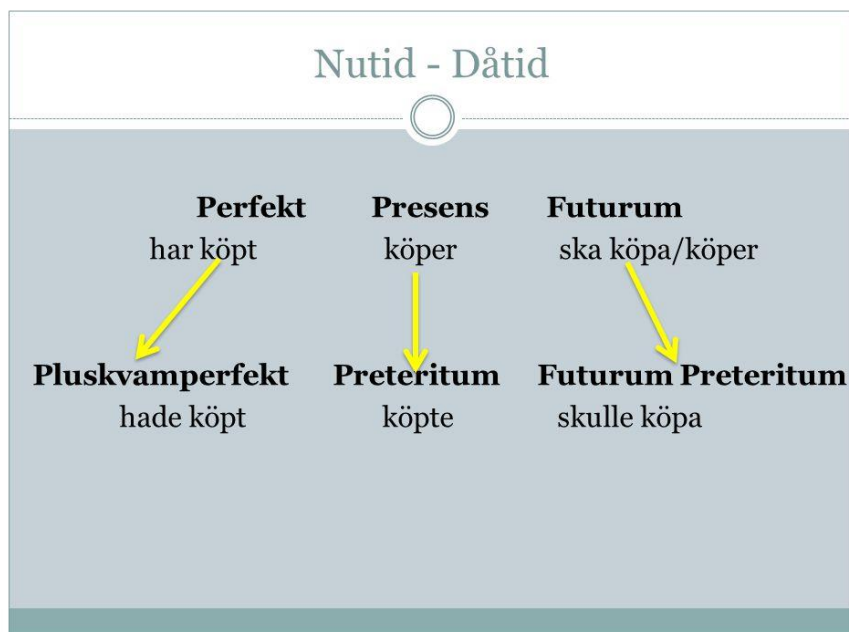 Nutid - Dåtid
Perfekt Presens Futurum
har köpt köper ska köpa/köper
Pluskvamperfekt Preteritum Futurum Preteritum
hade köpt köpte skulle köpa